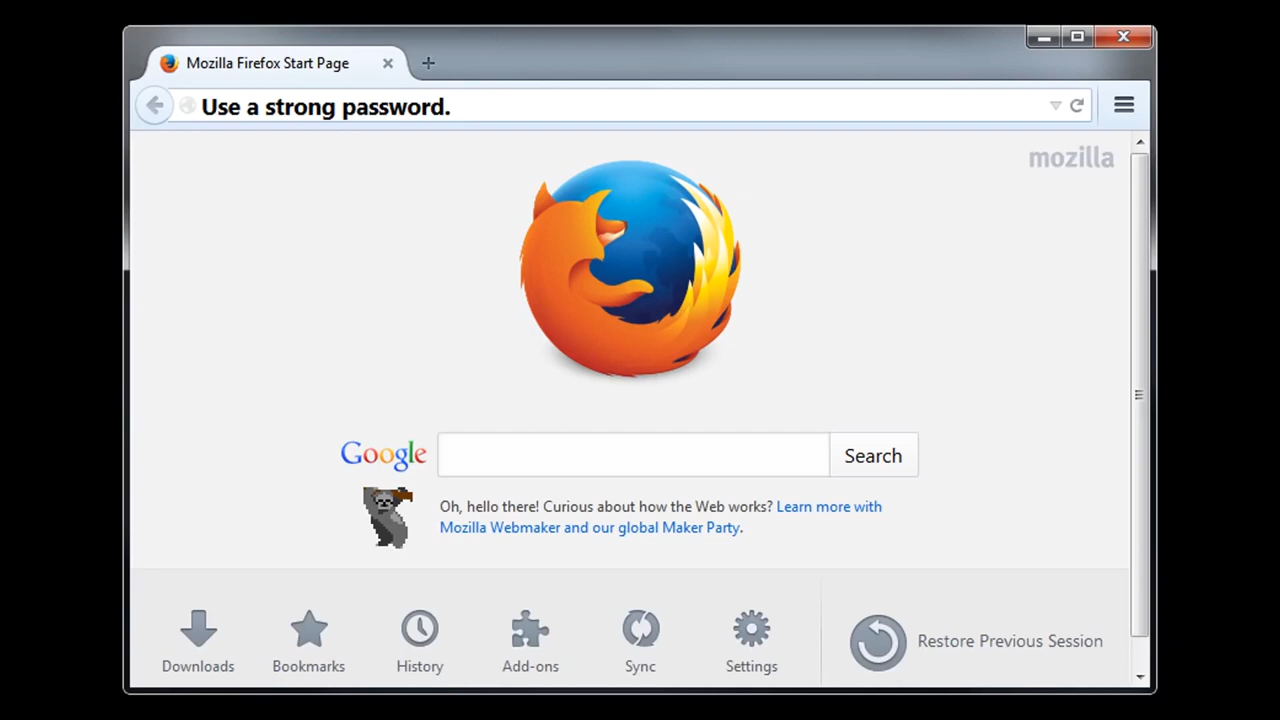 Mozilla Firefox Start Page
Use a strong password.
mozilla
Google
Search
Oh, hello there! Curious about how the Web works? Learn more with
Mozilla Webmaker and our global Maker Party.
Downloads
Bookmarks
History
Add-ons
Sync
Settings
Restore Previous Session